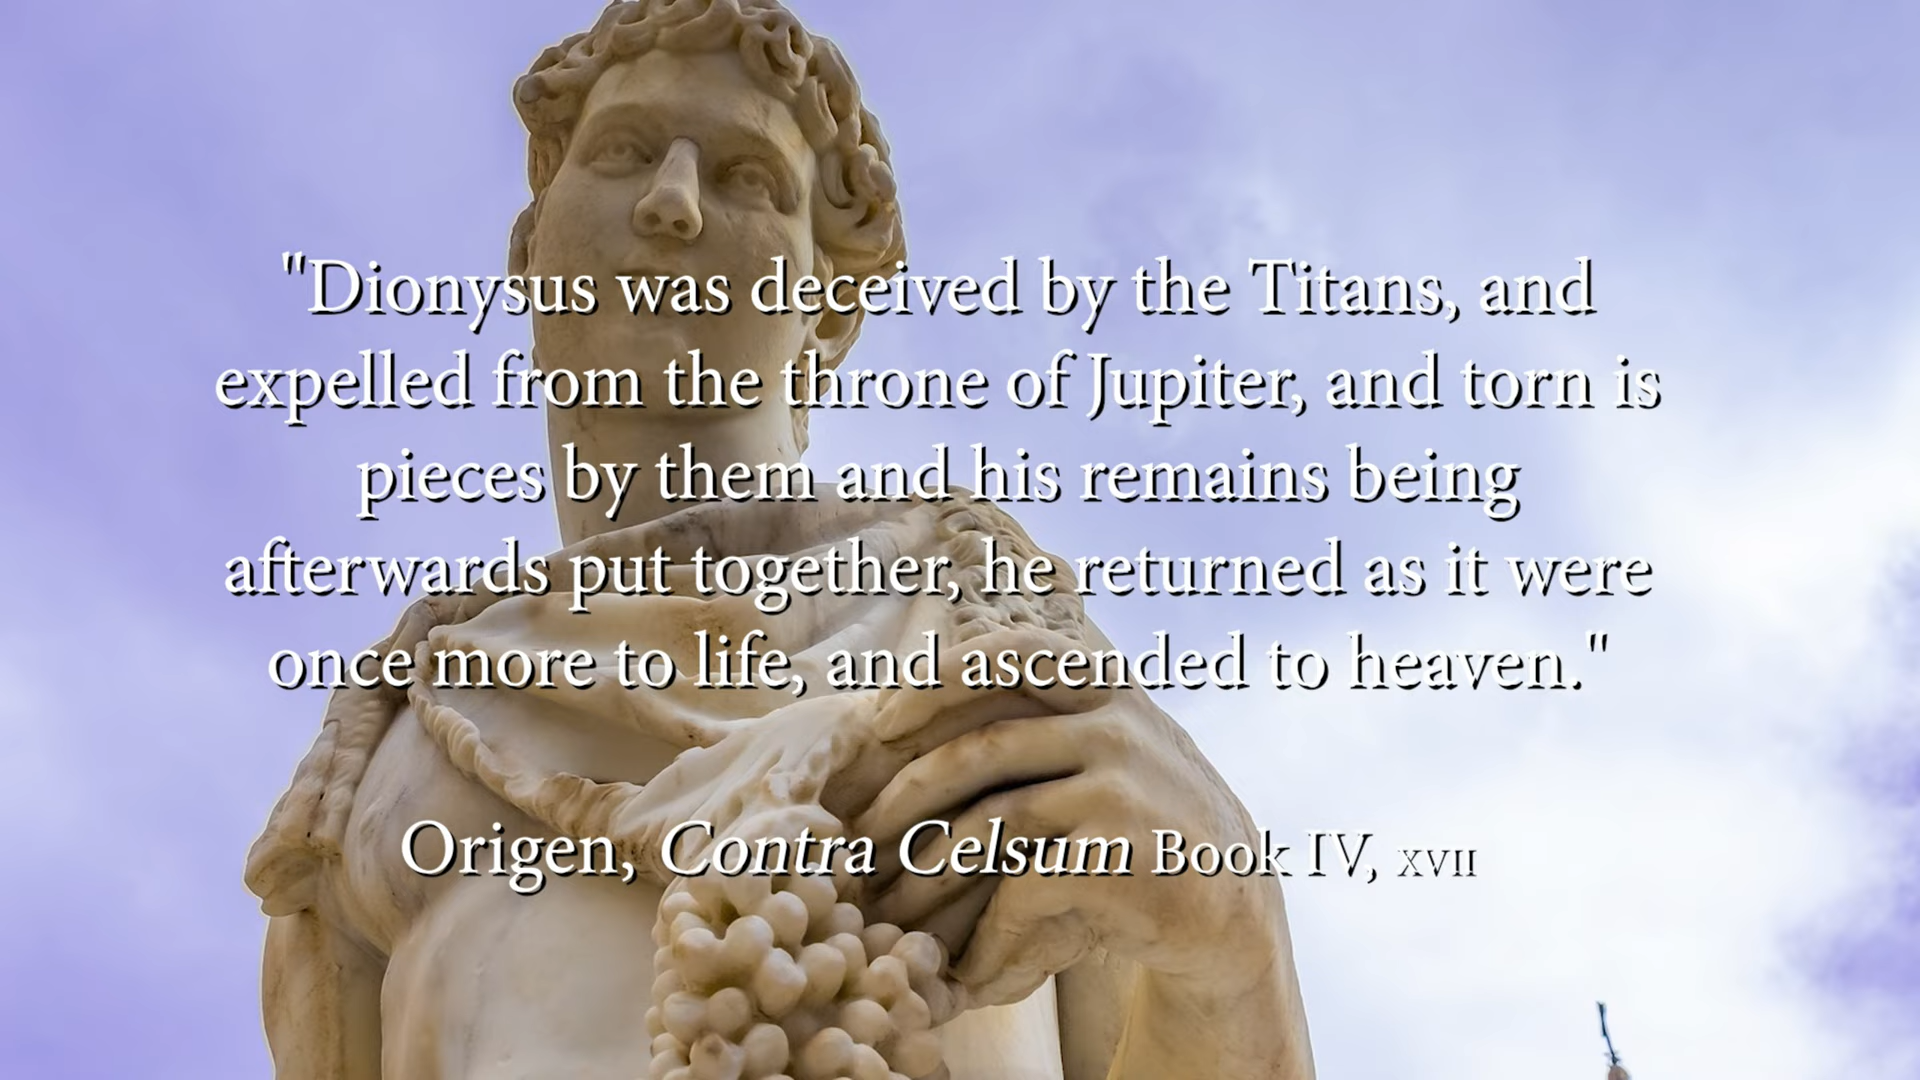 "Dionysus was deceived by the Titans, and
expelled from the throne of Jupiter, and torn is
pieces by them and his remains being
afterwards put together, he returned as it were
once more to life, and ascended to heaven."
Origen, Contra Celsum Book IV, XVII